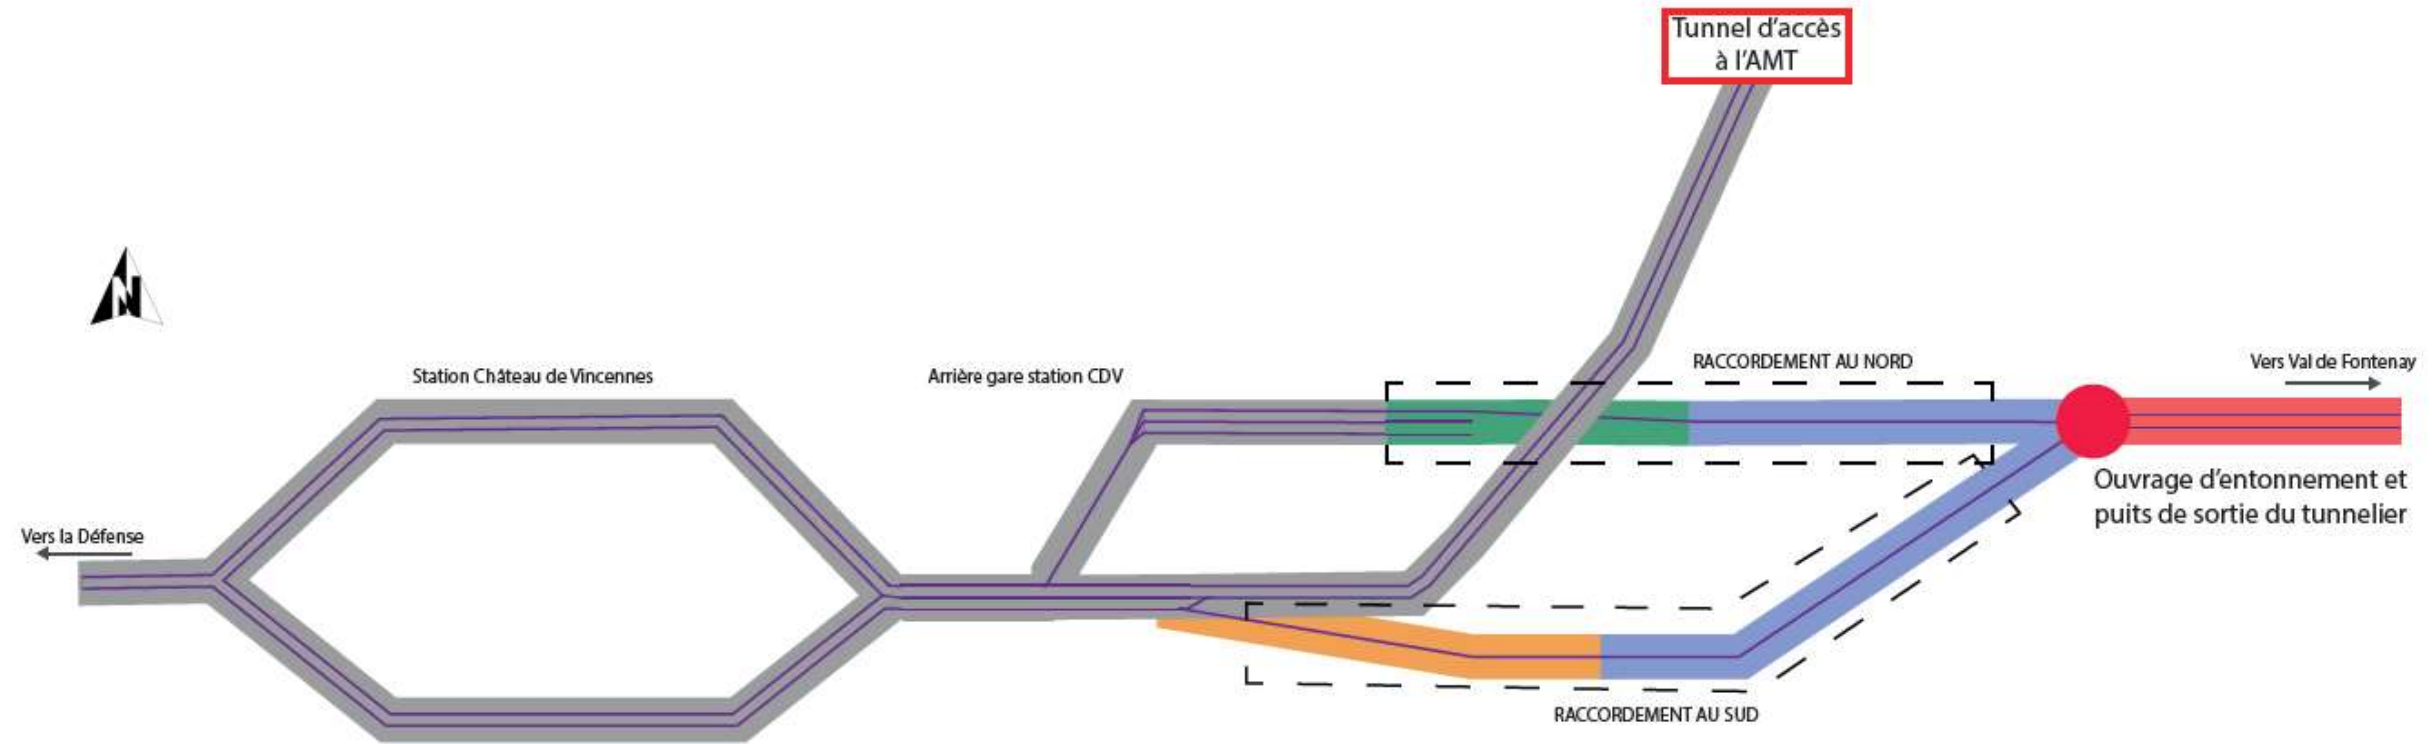 Tunnel d'accès
à l'AMT
N
RACCORDEMENT AU NORD
Vers Val de Fontenay
Station Château de Vincennes
Arrière gare station CDV
Ouvrage d'entonnement et
puits de sortie du tunnelier
Vers la Défense
RACCORDEMENT AU SUD